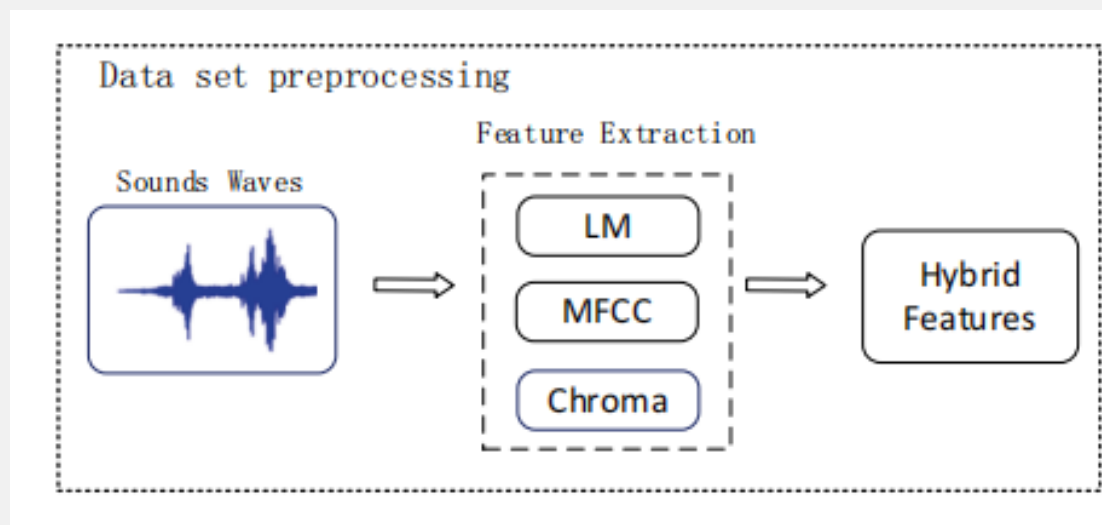 Data set preprocessing
Feature Extraction
Sounds Waves
LM
MFCC
Chroma
Hybrid
Features